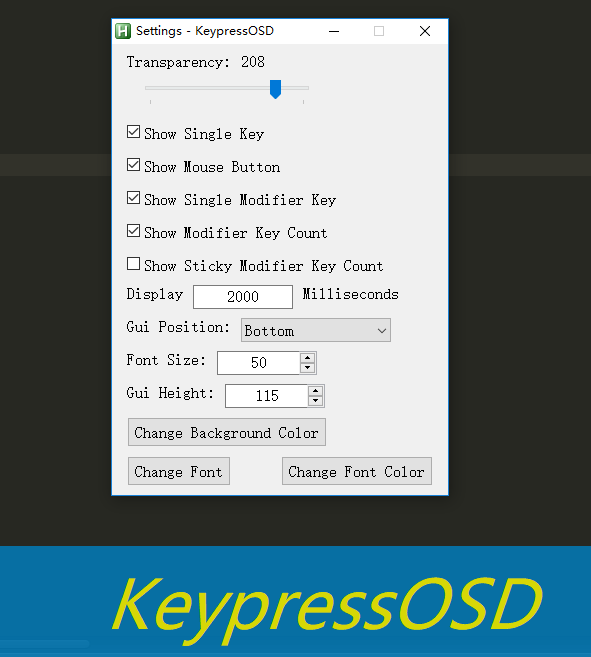 Settings - KeypressOSD
Transparency: 208
Show Single Key
Show Mouse Button
Show Single Modifier Key
Show Modifier Key Count
Show Sticky Modifier Key Count
Display 2000 Milliseconds
Gui Position: Bottom
Font Size: 50
Gui Height: 115
Change Background Color
Change Font Change Font Color
KeypressOSD